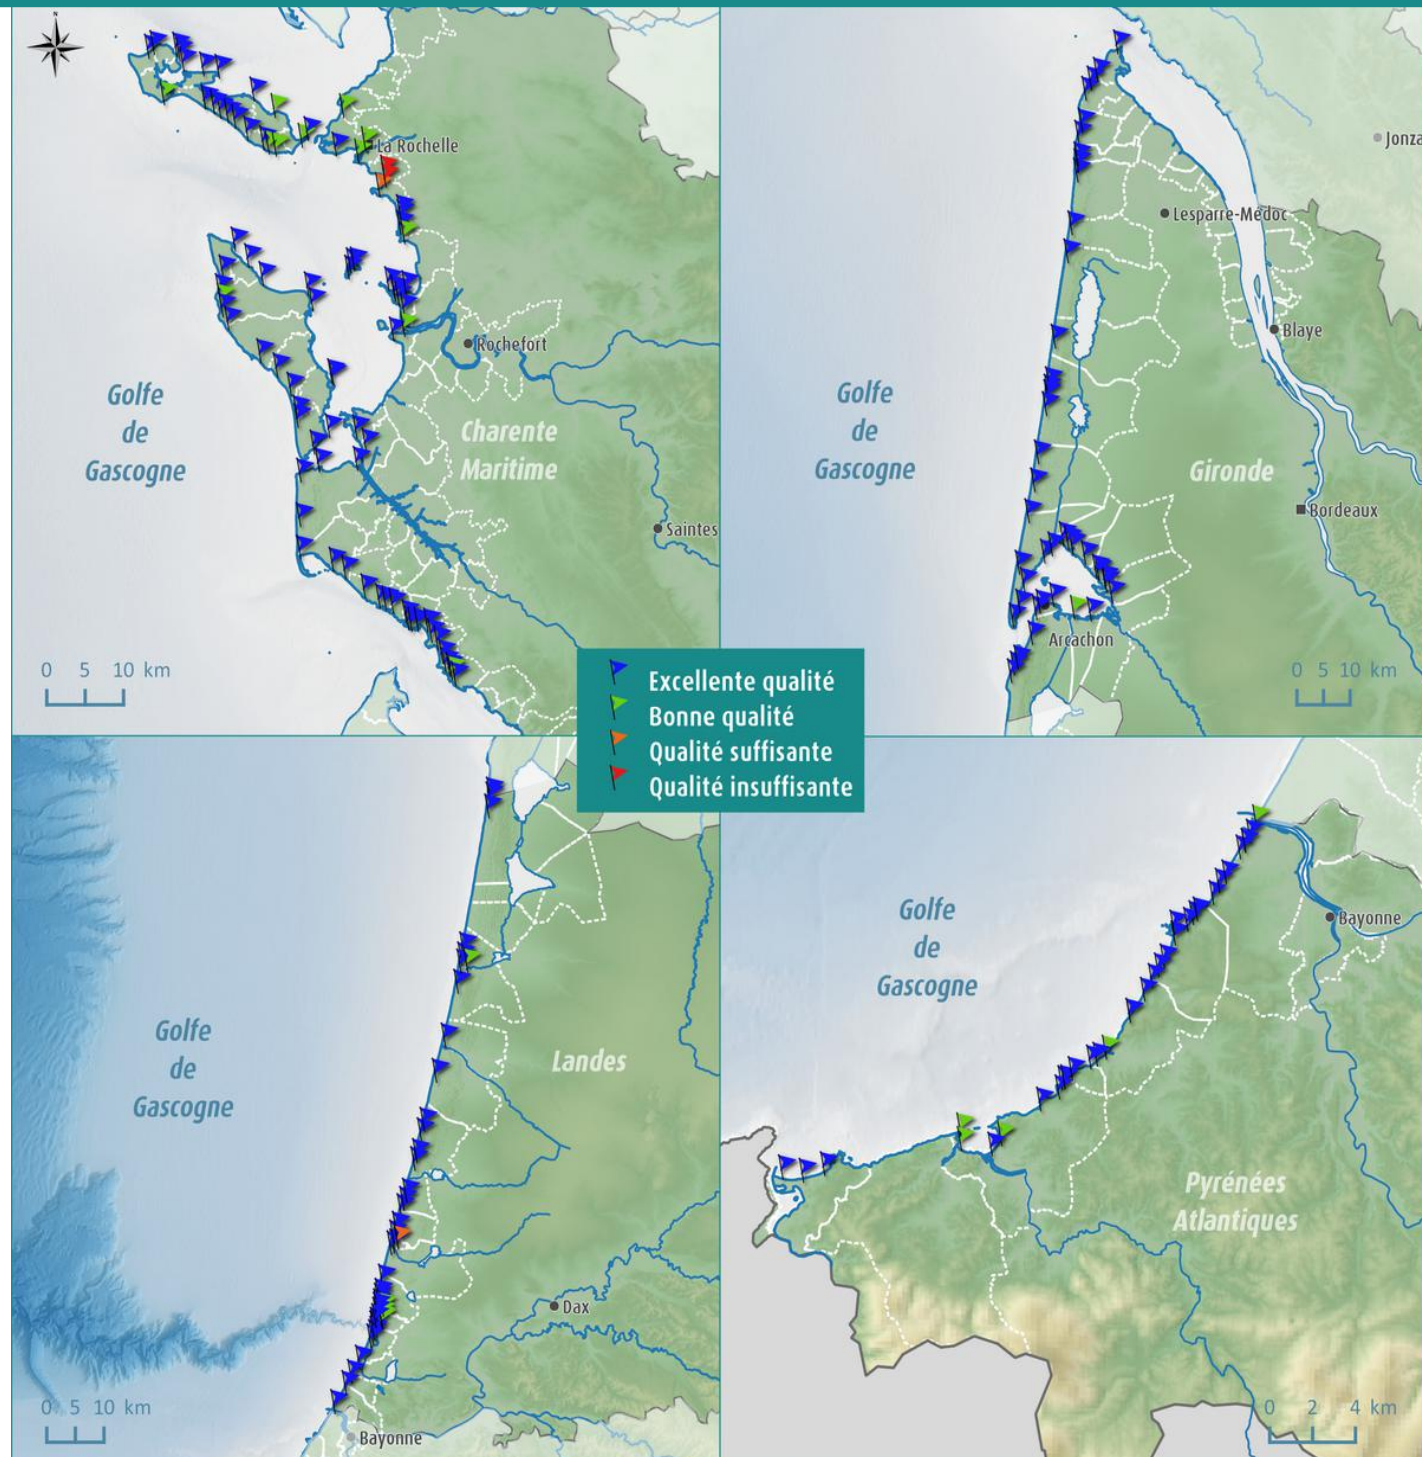 N
La Rochelle
Rochefort
Golfe
de
Gascogne
Charente
Maritime
Saintes
0 5 10 km
Jonza
Lesparre-Médoc
Blaye
Golfe
de
Gascogne
Gironde
Bordeaux
Arcachon
0 5 10 km
Excellente qualité
Bonne qualité
Qualité suffisante
Qualité insuffisante
Golfe
de
Gascogne
Landes
Dax
0 5 10 km
Bayonne
Golfe
de
Gascogne
Bayonne
Pyrénées
Atlantiques
0 2 4 km